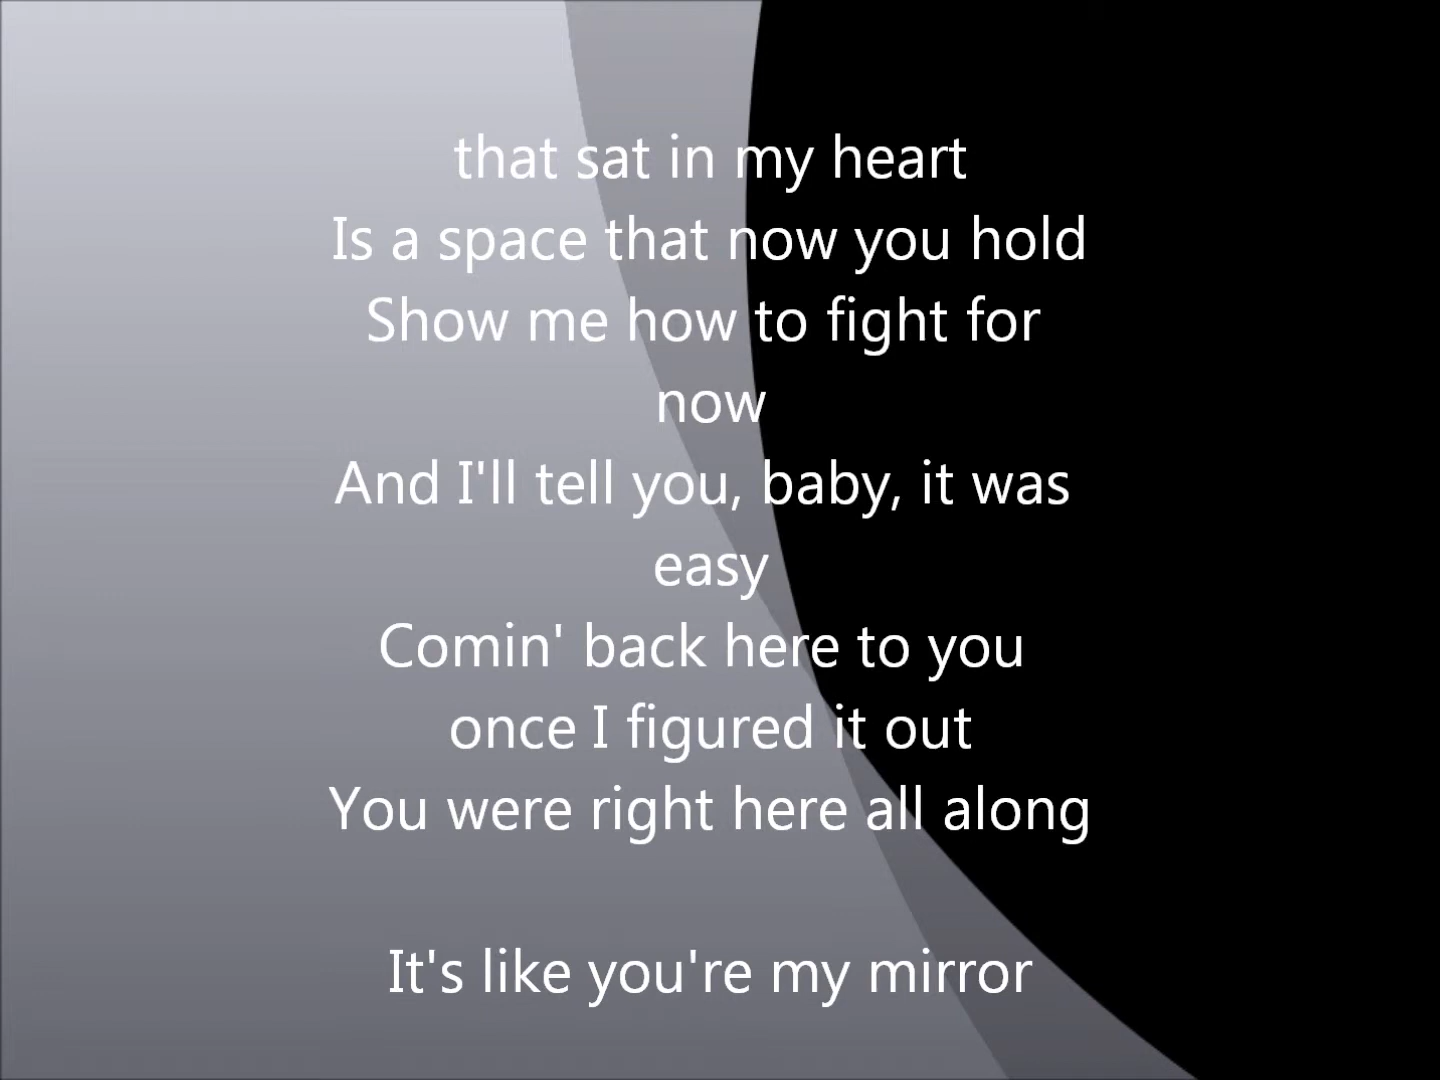 that sat in my heart
Is a space that now you hold
Show me how to fight for
now
And I'll tell you, baby, it was
easy
Comin' back here to you
once I figured it out
You were right here all along
It's like you're my mirror